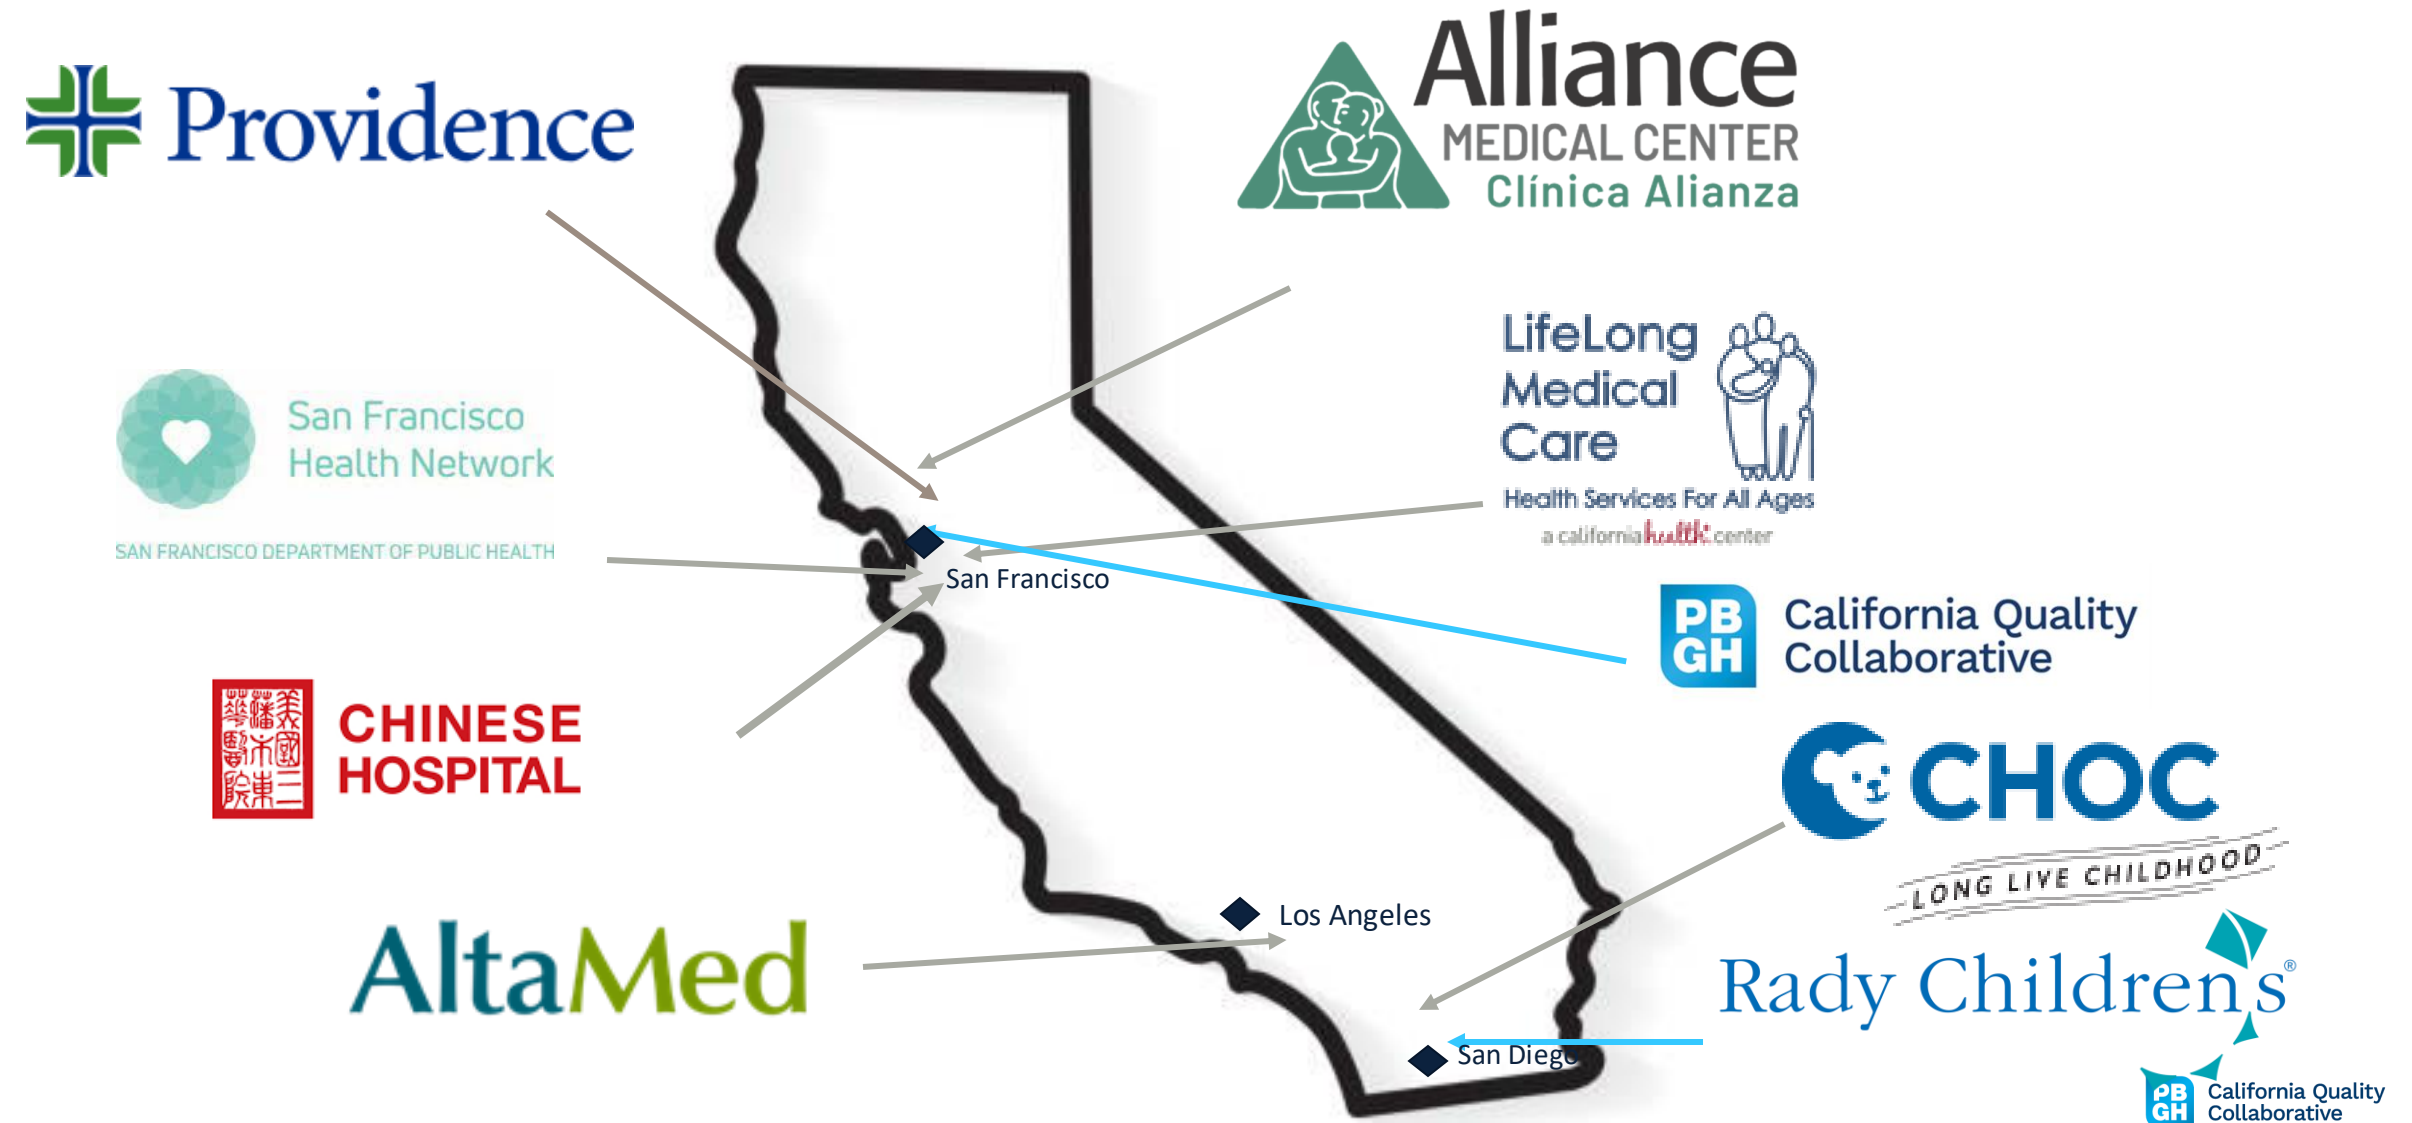 Providence
Alliance
MEDICAL CENTER
Clínica Alianza
San Francisco
Health Network
SAN FRANCISCO DEPARTMENT OF PUBLIC HEALTH
LifeLong
Medical
Care
Health Services For All Ages
a california health center
San Francisco
PB
GH
California Quality
Collaborative
CHINESE
HOSPITAL
CHOC
LONG LIVE CHILDHOOD
AltaMed
Los Angeles
Rady Children's®
San Diego
PB
GH
California Quality
Collaborative